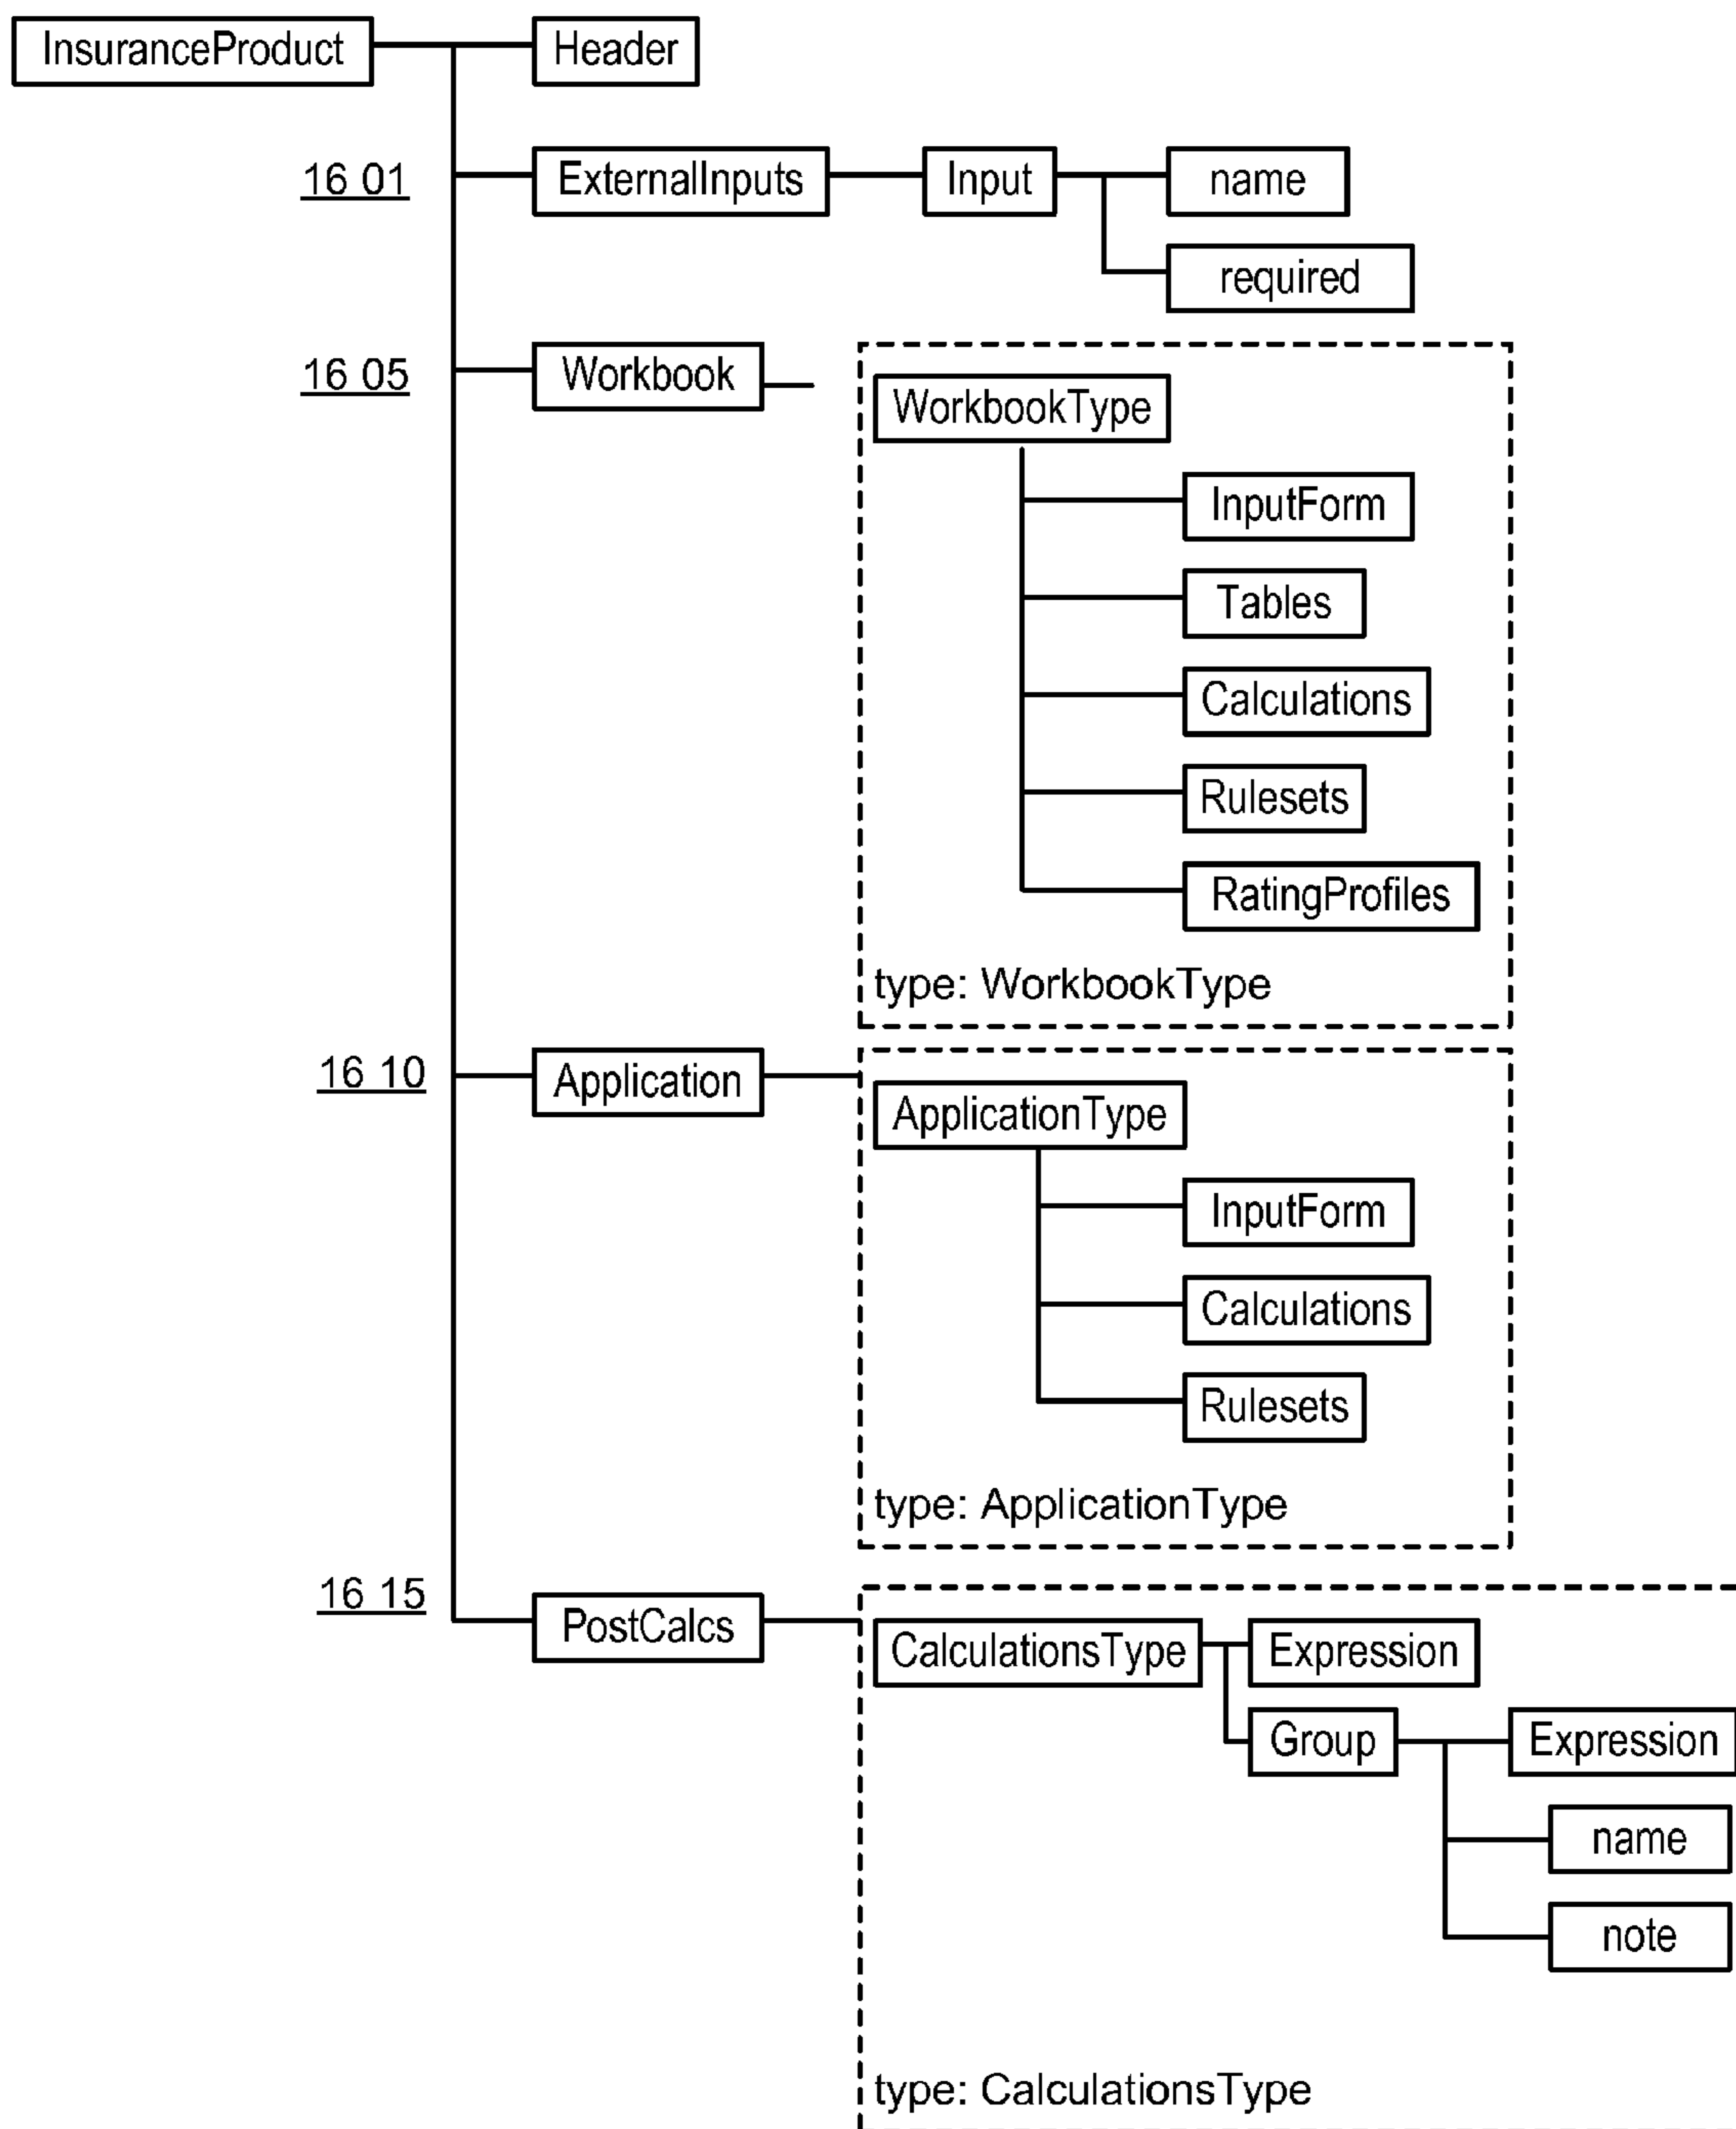 InsuranceProduct
Header
16 01
ExternalInputs
Input
name
required
16 05
Workbook
WorkbookType
InputForm
Tables
Calculations
Rulesets
RatingProfiles
type: WorkbookType
16 10
Application
ApplicationType
InputForm
Calculations
Rulesets
type: ApplicationType
16 15
PostCalcs
CalculationsType
Expression
Group
Expression
name
note
type: CalculationsType